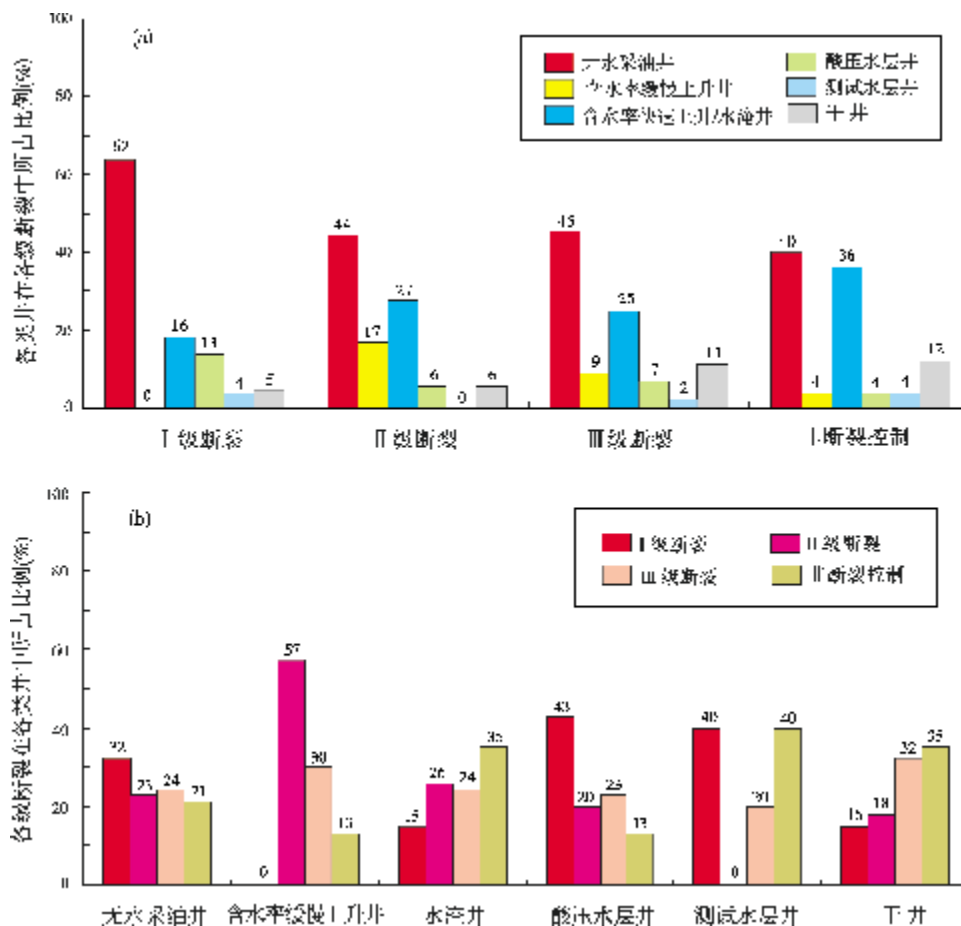 100
(a)
无水采油井
酸压水层井
含水率缓慢上升井
测试水层井
含水率快速上升/水淹井
干井
80
62
60
44
45
40
40
36
27
25
20
16
13
17
9
7
11
12
0
4
5
6
0
6
2
4
4
4
0
Ⅰ级断裂
Ⅱ级断裂
Ⅲ级断裂
各类井在各级断裂中所占比例(%)
100
(b)
Ⅰ级断裂
Ⅱ级断裂
Ⅲ级断裂
非断裂控制
80
60
57
43
40
40
40
32
23
24
21
30
13
26
24
35
20
23
13
32
35
20
15
20
15
18
0
0
0
无水采油井
含水率缓慢上升井
水淹井
酸压水层井
测试水层井
干井
各级断裂在各类井中所占比例(%)